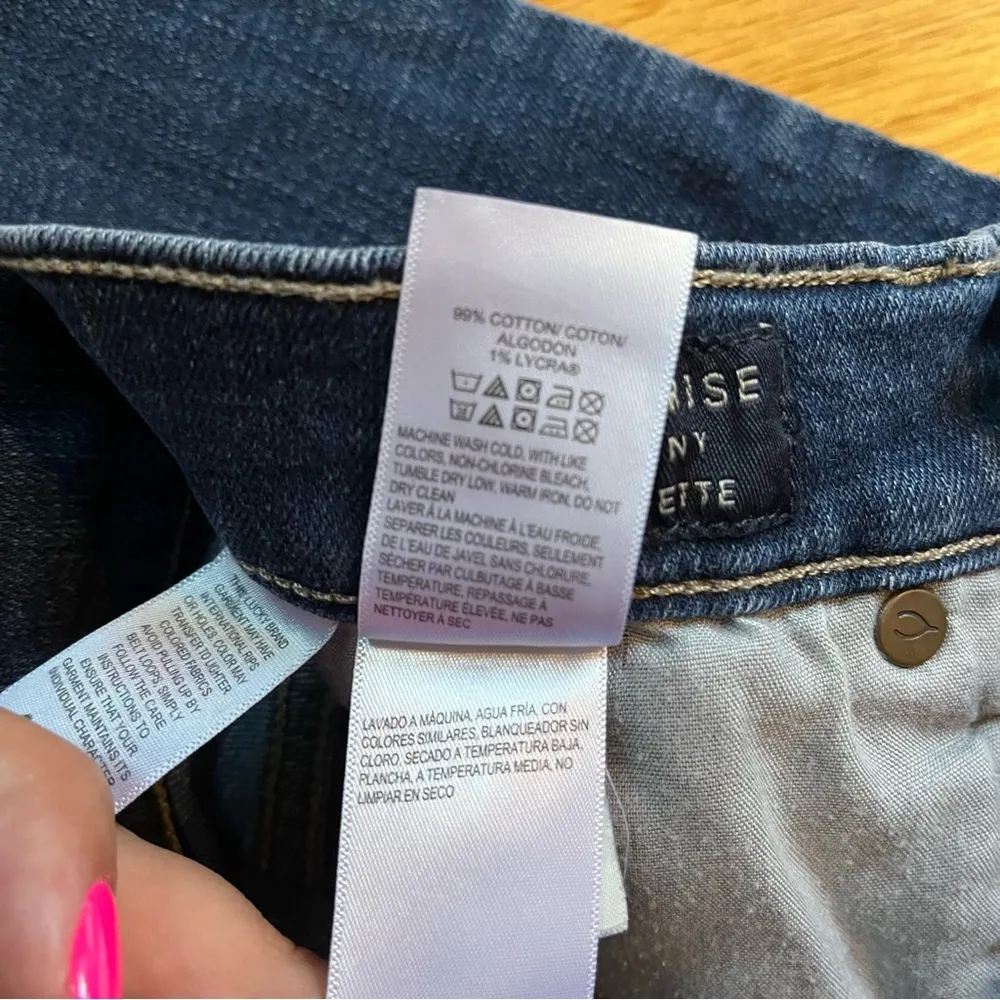 99% COTTON/ COTON/
ALGODON
1% LYCRA®
MACHINE WASH COLD, WITH LIKE
COLORS, NON-CHLORINE BLEACH,
TUMBLE DRY LOW, WARM IRON, DO NOT
DRY CLEAN
LAVER À LA MACHINE À L'EAU FROIDE,
SEPARER LES COULEURS, SEULEMENT
DE L'EAU DE JAVEL SANS CHLORURE,
SÉCHER PAR CULBUTAGE À BASSE
TEMPÉRATURE, REPASSAGE À
TEMPÉRATURE ÉLEVÉE, NE PAS
NETTOYER À SEC
LAVADO A MÁQUINA, AGUA FRÍA, CON
COLORES SIMILARES, BLANQUEADOR SIN
CLORO, SECADO A TEMPERATURA BAJA,
PLANCHA, A TEMPERATURA MEDIA, NO
LIMPIAR EN SECO
THE LUCKY BRAND
GARMENT MAY HAVE
INTERNATIONAL RIPS
OR HOLES. COLOR MAY
TRANSFER TO LIGHTER
COLORED FABRICS.
AVOID PULLING UP BY
BELT LOOPS. SIMPLY
FOLLOW THE CARE
INSTRUCTIONS TO
ENSURE THAT YOUR
GARMENT MAINTAINS ITS
INDIVIDUAL CHARACTER
AISE
NY
ETTE